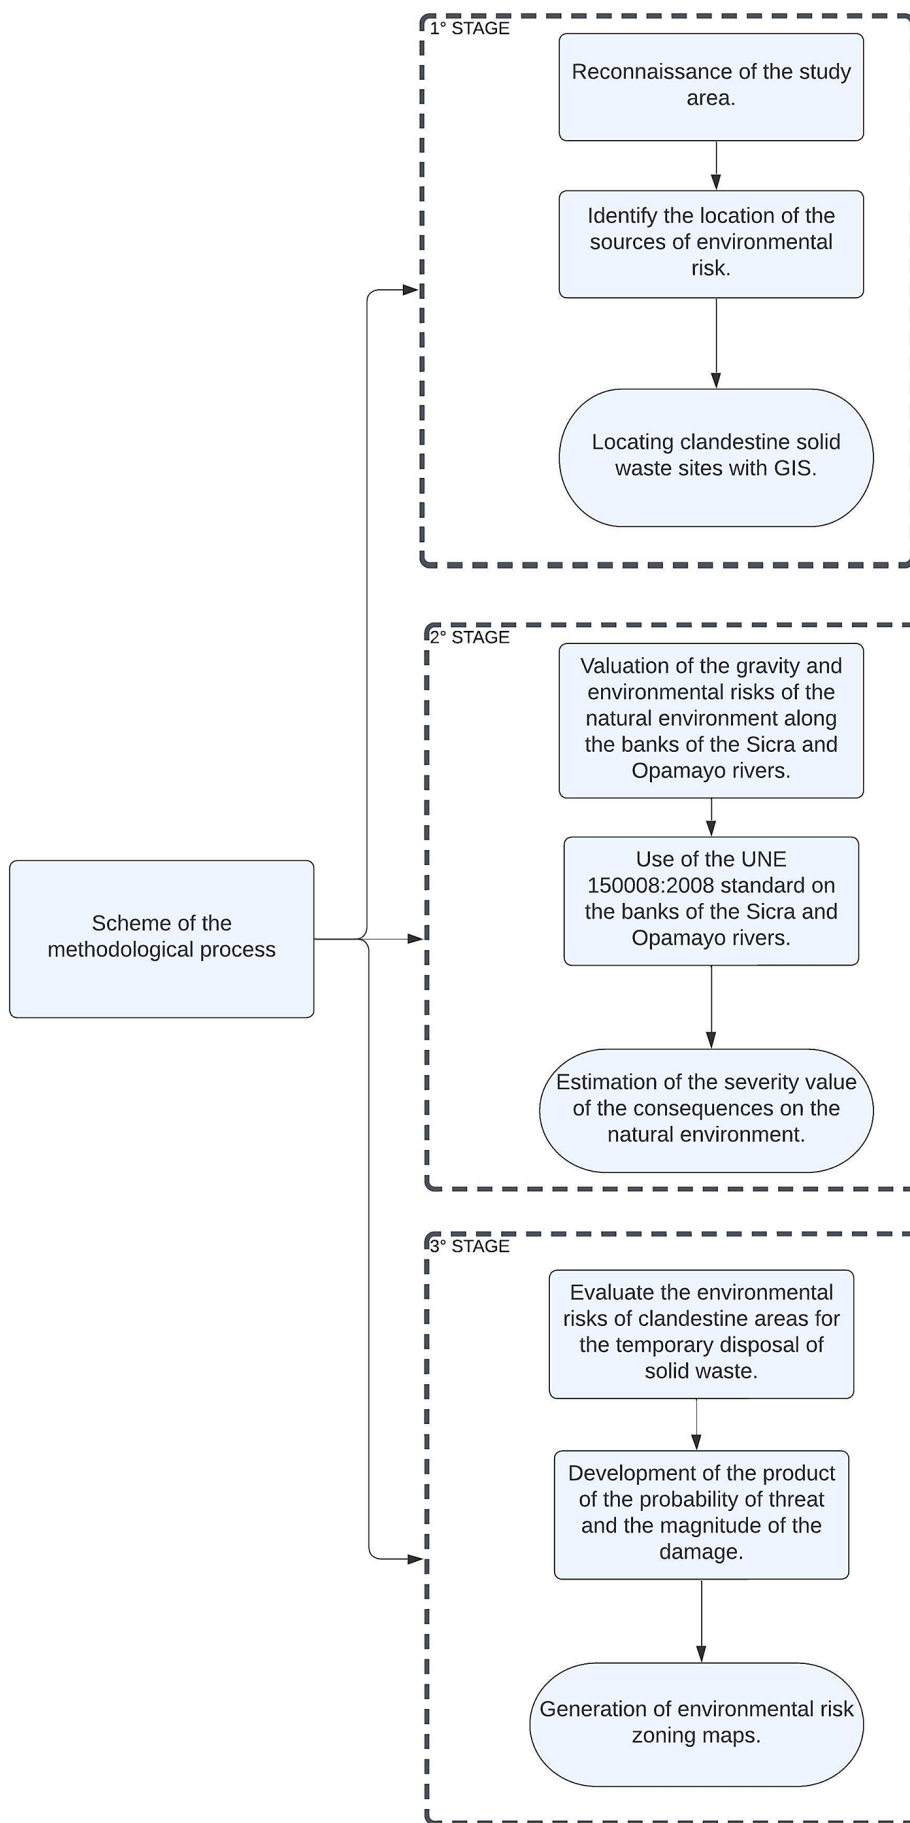 1° STAGE
Reconnaissance of the study
area.
Identify the location of the
sources of environmental
risk.
Locating clandestine solid
waste sites with GIS.
2° STAGE
Valuation of the gravity and
environmental risks of the
natural environment along
the banks of the Sicra and
Opamayo rivers.
Use of the UNE
150008:2008 standard on
the banks of the Sicra and
Opamayo rivers.
Scheme of the
methodological process
Estimation of the severity value
of the consequences on the
natural environment.
3° STAGE
Evaluate the environmental
risks of clandestine areas for
the temporary disposal of
solid waste.
Development of the product
of the probability of threat
and the magnitude of the
damage.
Generation of environmental risk
zoning maps.